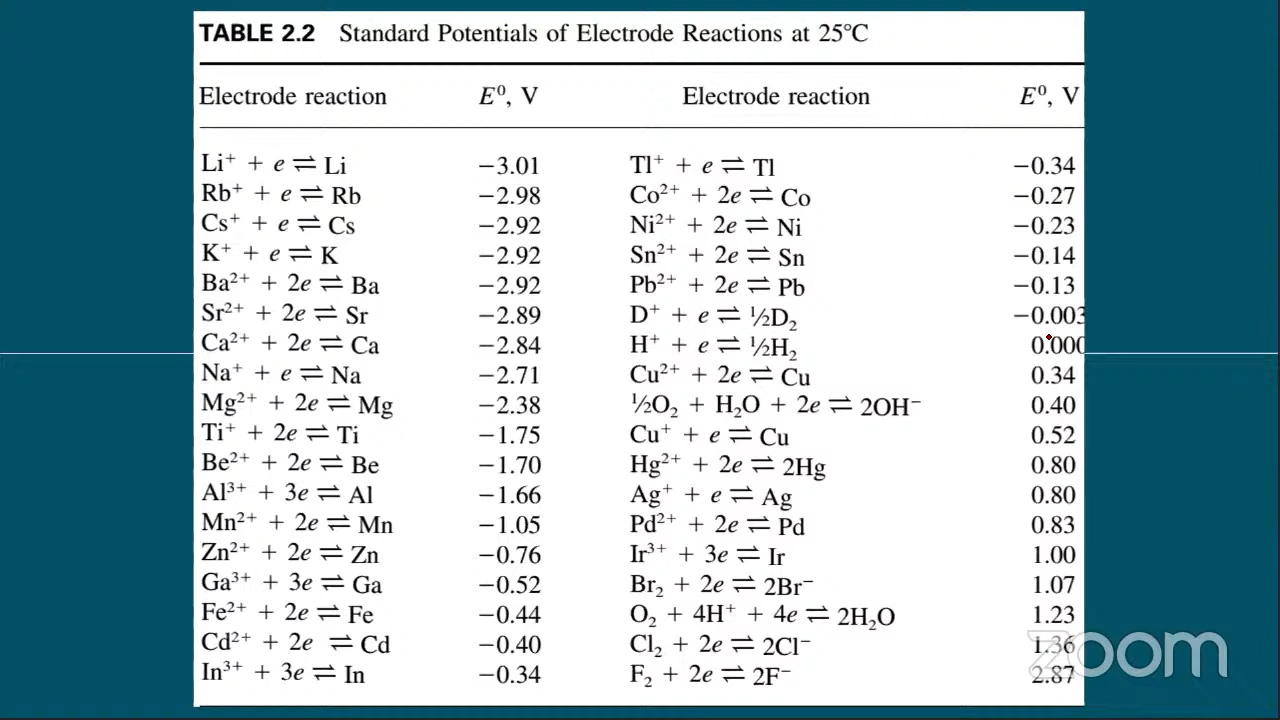 TABLE 2.2 Standard Potentials of Electrode Reactions at 25°C
Electrode reaction E⁰, V Electrode reaction E⁰, V
Li⁺ + e ⇌ Li −3.01 Tl⁺ + e ⇌ Tl −0.34
Rb⁺ + e ⇌ Rb −2.98 Co²⁺ + 2e ⇌ Co −0.27
Cs⁺ + e ⇌ Cs −2.92 Ni²⁺ + 2e ⇌ Ni −0.23
K⁺ + e ⇌ K −2.92 Sn²⁺ + 2e ⇌ Sn −0.14
Ba²⁺ + 2e ⇌ Ba −2.92 Pb²⁺ + 2e ⇌ Pb −0.13
Sr²⁺ + 2e ⇌ Sr −2.89 D⁺ + e ⇌ ½D₂ −0.003
Ca²⁺ + 2e ⇌ Ca −2.84 H⁺ + e ⇌ ½H₂ 0.000
Na⁺ + e ⇌ Na −2.71 Cu²⁺ + 2e ⇌ Cu 0.34
Mg²⁺ + 2e ⇌ Mg −2.38 ½O₂ + H₂O + 2e ⇌ 2OH⁻ 0.40
Ti⁺ + 2e ⇌ Ti −1.75 Cu⁺ + e ⇌ Cu 0.52
Be²⁺ + 2e ⇌ Be −1.70 Hg²⁺ + 2e ⇌ 2Hg 0.80
Al³⁺ + 3e ⇌ Al −1.66 Ag⁺ + e ⇌ Ag 0.80
Mn²⁺ + 2e ⇌ Mn −1.05 Pd²⁺ + 2e ⇌ Pd 0.83
Zn²⁺ + 2e ⇌ Zn −0.76 Ir³⁺ + 3e ⇌ Ir 1.00
Ga³⁺ + 3e ⇌ Ga −0.52 Br₂ + 2e ⇌ 2Br⁻ 1.07
Fe²⁺ + 2e ⇌ Fe −0.44 O₂ + 4H⁺ + 4e ⇌ 2H₂O 1.23
Cd²⁺ + 2e ⇌ Cd −0.40 Cl₂ + 2e ⇌ 2Cl⁻ 1.36
In³⁺ + 3e ⇌ In −0.34 F₂ + 2e ⇌ 2F⁻ 2.87
zoom